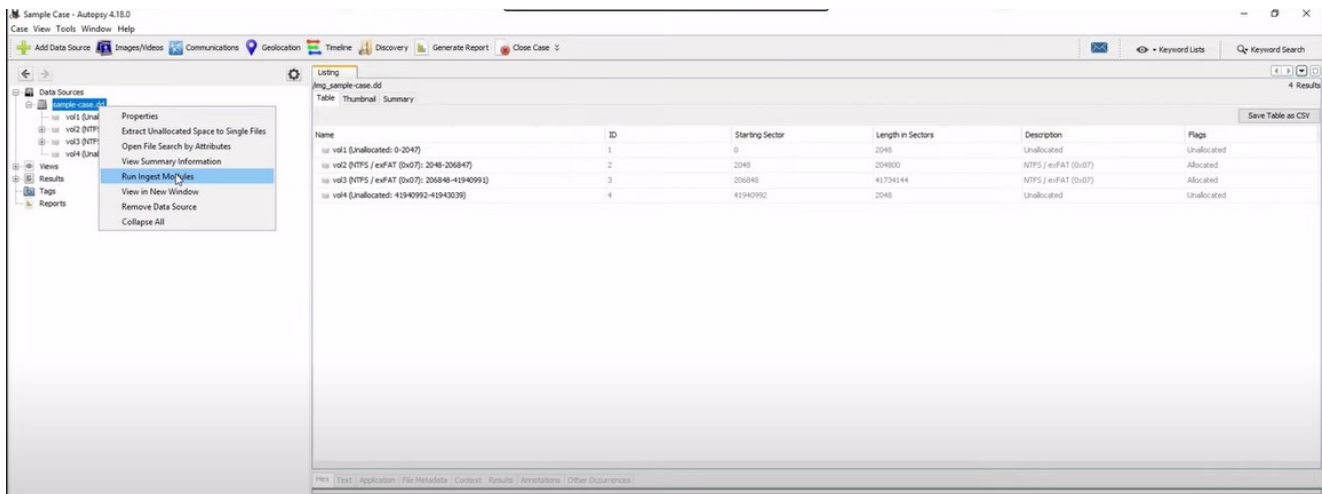 Sample Case - Autopsy 4.18.0
Case View Tools Window Help
Add Data Source Images/Videos Communications Geolocation Timeline Discovery Generate Report Close Case Keyword Lists Keyword Search
Listing
/img_sample-case.dd
4 Results
Table Thumbnail Summary
Save Table as CSV
Data Sources
sample-case.dd
vol1 (Unal
vol2 (NTF
vol3 (NTF
vol4 (Unal
Views
Results
Tags
Reports
Properties
Extract Unallocated Space to Single Files
Open File Search by Attributes
View Summary Information
Run Ingest Modules
View in New Window
Remove Data Source
Collapse All
Name ID Starting Sector Length in Sectors Description Flags
vol1 (Unallocated: 0-2047) 1 0 2048 Unallocated Unallocated
vol2 (NTFS / exFAT (0x07): 2048-206847) 2 2048 204800 NTFS / exFAT (0x07) Allocated
vol3 (NTFS / exFAT (0x07): 206848-41940991) 3 206848 41734144 NTFS / exFAT (0x07) Allocated
vol4 (Unallocated: 41940992-41943039) 4 41940992 2048 Unallocated Unallocated
Hex Text Application File Metadata Context Results Annotations Other Occurrences